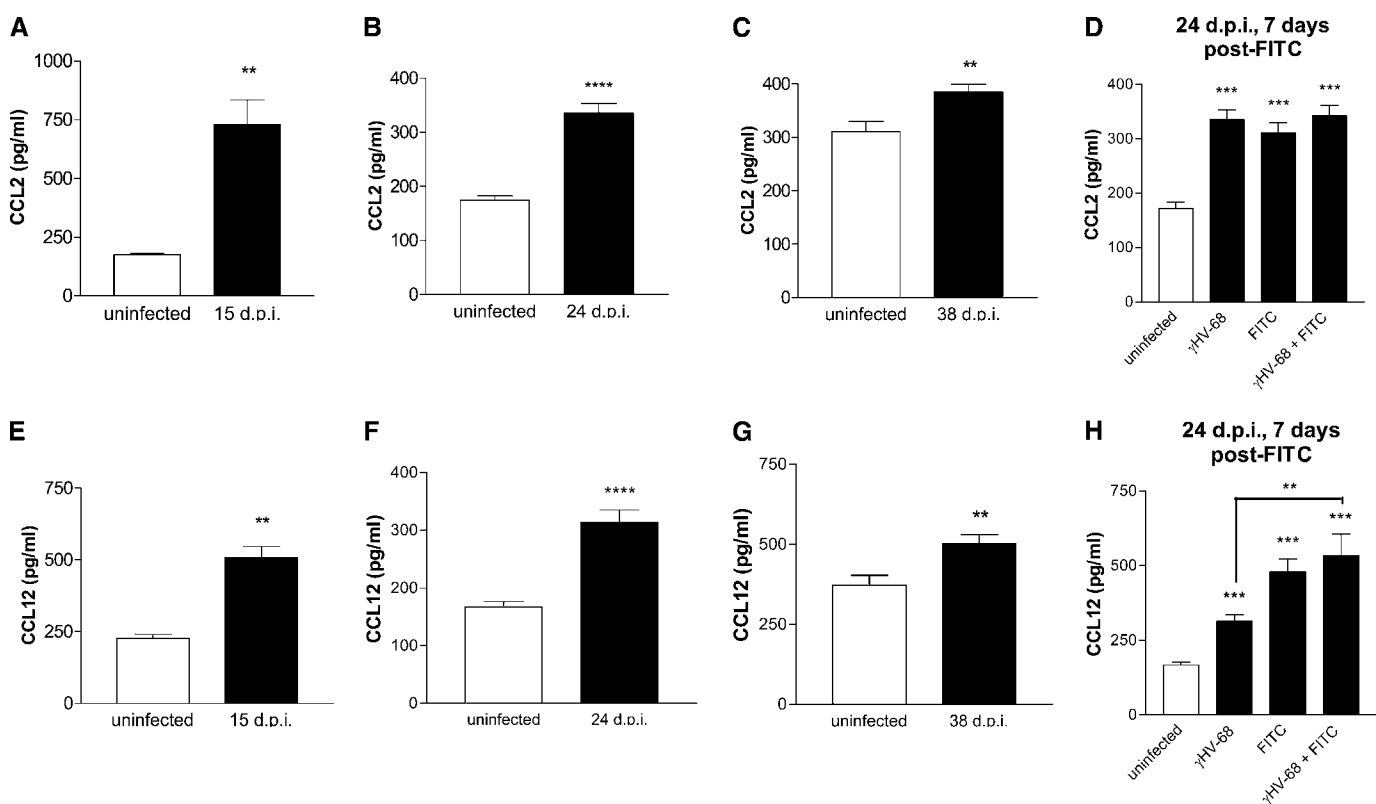 A
CCL2 (pg/ml)
1000
750
500
250
0
**
uninfected 15 d.p.i.
B
CCL2 (pg/ml)
400
300
200
100
0
****
uninfected 24 d.p.i.
C
CCL2 (pg/ml)
400
300
200
100
0
**
uninfected 38 d.p.i.
D
24 d.p.i., 7 days
post-FITC
CCL2 (pg/ml)
400
300
200
100
0
*** *** ***
uninfected γHV-68 FITC γHV-68 + FITC
E
CCL12 (pg/ml)
750
500
250
0
**
uninfected 15 d.p.i.
F
CCL12 (pg/ml)
400
300
200
100
0
****
uninfected 24 d.p.i.
G
CCL12 (pg/ml)
750
500
250
0
**
uninfected 38 d.p.i.
H
24 d.p.i., 7 days
post-FITC
CCL12 (pg/ml)
750
500
250
0
**
*** *** ***
uninfected γHV-68 FITC γHV-68 + FITC